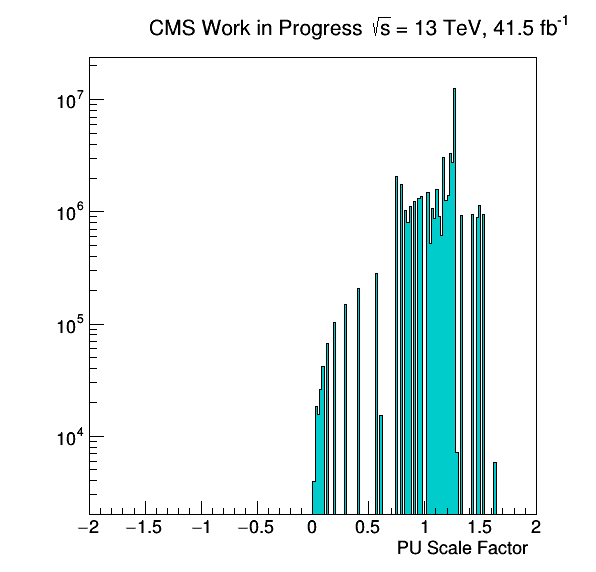 CMS Work in Progress √s = 13 TeV, 41.5 fb⁻¹
10⁷
10⁶
10⁵
10⁴
−2 −1.5 −1 −0.5 0 0.5 1 1.5 2
PU Scale Factor